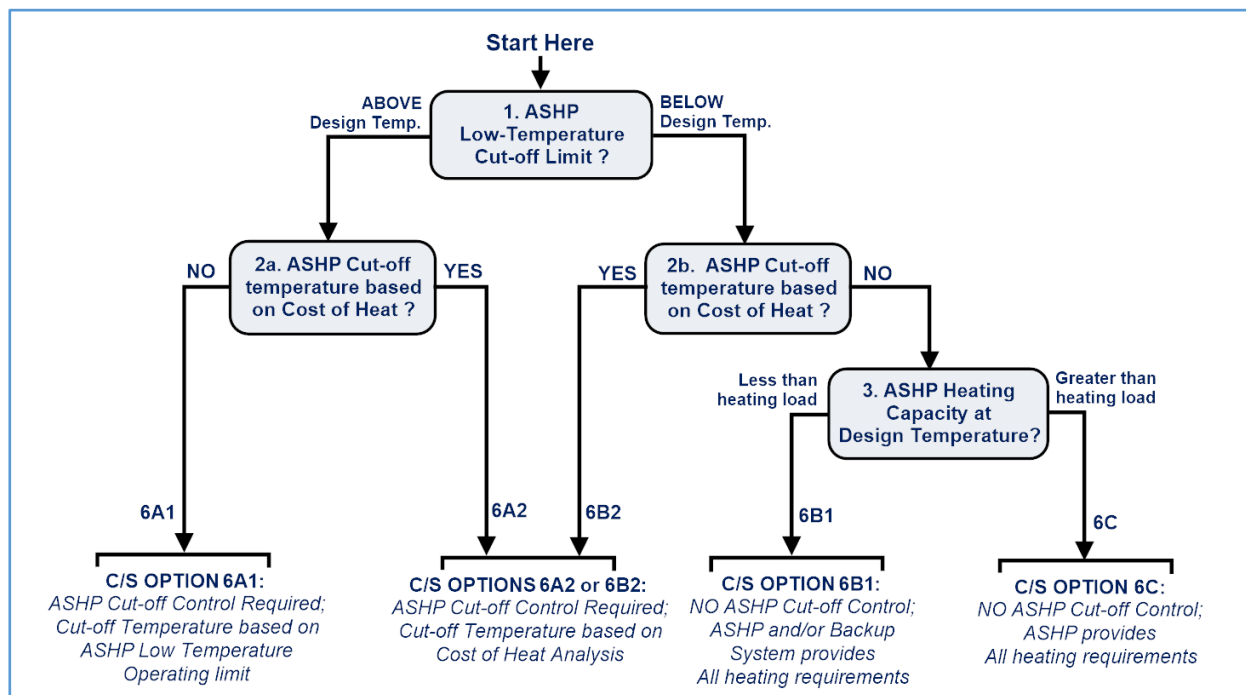 Start Here
ABOVE
Design Temp.
1. ASHP
Low-Temperature
Cut-off Limit ?
BELOW
Design Temp.
NO
2a. ASHP Cut-off
temperature based
on Cost of Heat ?
YES
YES
2b. ASHP Cut-off
temperature based
on Cost of Heat ?
NO
Less than
heating load
3. ASHP Heating
Capacity at
Design Temperature?
Greater than
heating load
6A1
6A2
6B2
6B1
6C
C/S OPTION 6A1:
ASHP Cut-off Control Required;
Cut-off Temperature based on
ASHP Low Temperature
Operating limit
C/S OPTIONS 6A2 or 6B2:
ASHP Cut-off Control Required;
Cut-off Temperature based on
Cost of Heat Analysis
C/S OPTION 6B1:
NO ASHP Cut-off Control;
ASHP and/or Backup
System provides
All heating requirements
C/S OPTION 6C:
NO ASHP Cut-off Control;
ASHP provides
All heating requirements